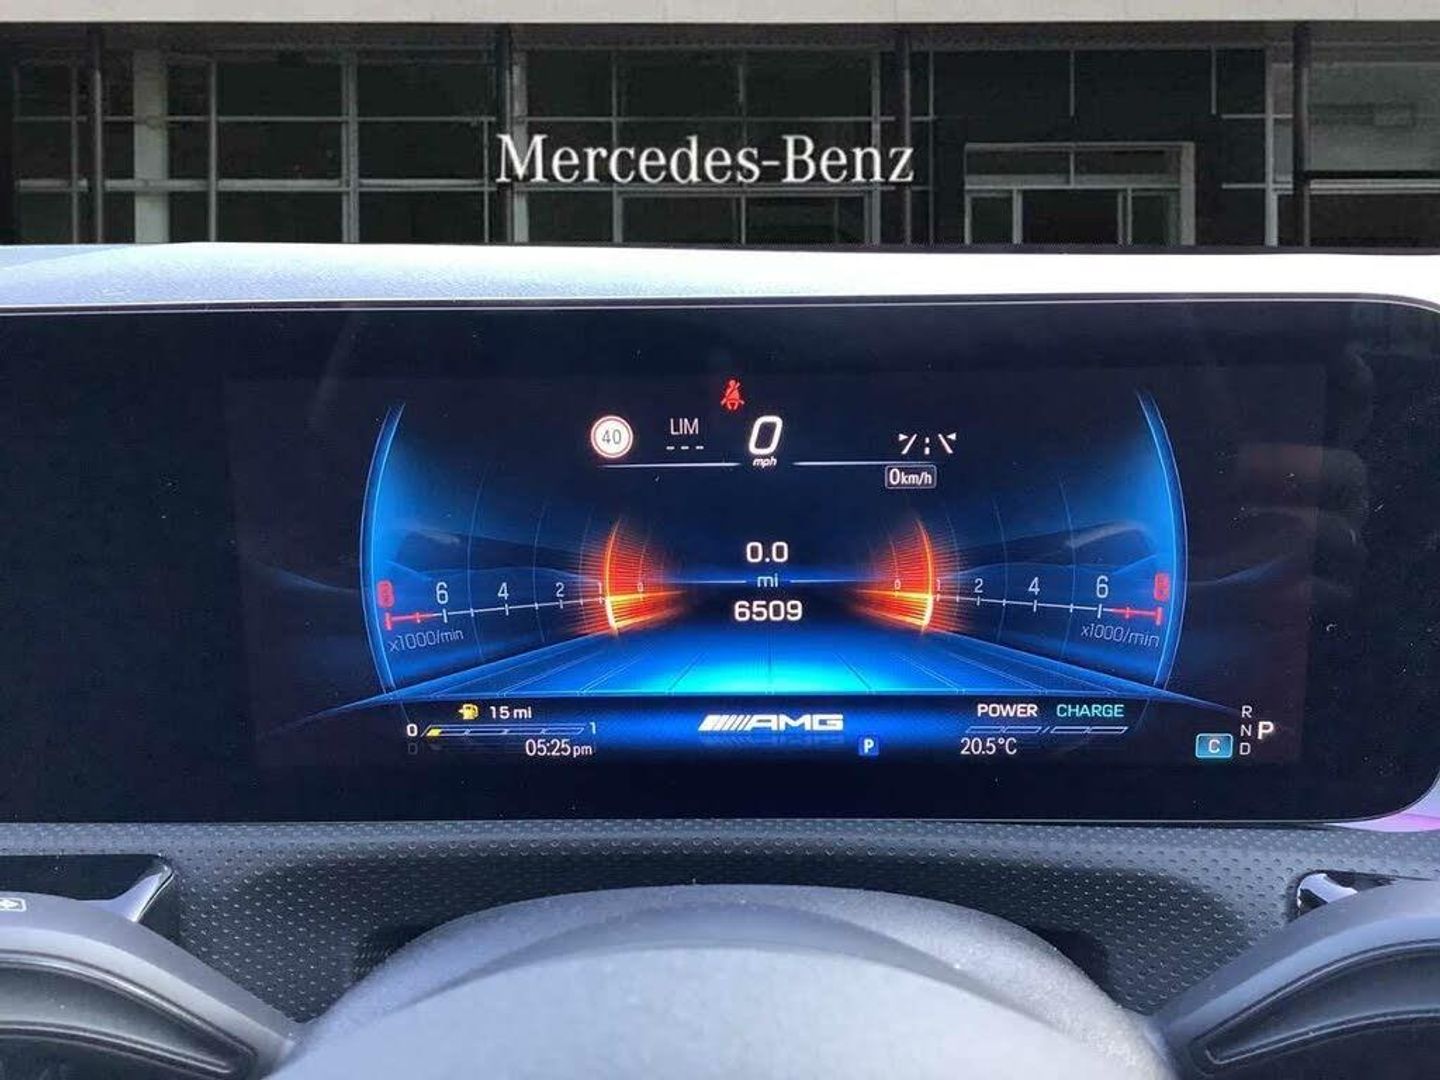 Mercedes-Benz
40
LIM
---
0
mph
0km/h
0.0
mi
6509
6 4 2 1 0
0 1 2 4 6
x1000/min
x1000/min
15 mi
0 1
05:25pm
AMG
P
POWER CHARGE
20.5°C
C
R
N
D
P